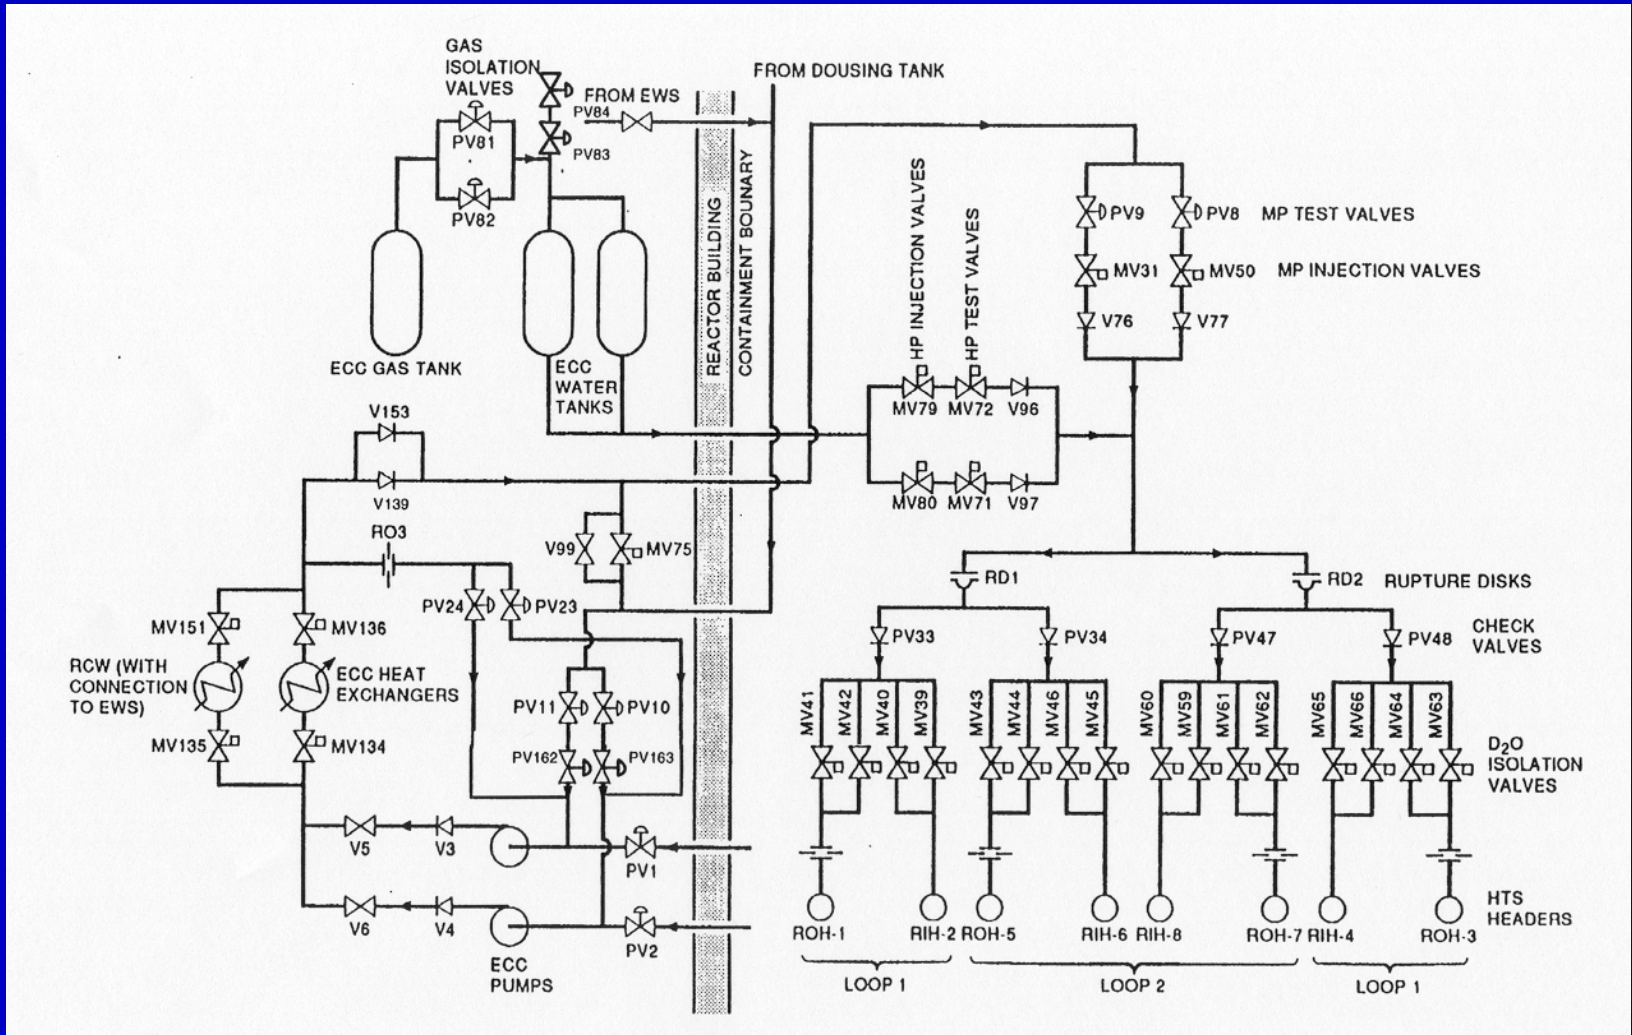 GAS
ISOLATION
VALVES
FROM EWS
PV84
PV83
PV81
PV82
FROM DOUSING TANK
REACTOR BUILDING
CONTAINMENT BOUNARY
ECC GAS TANK
ECC
WATER
TANKS
HP INJECTION VALVES
HP TEST VALVES
PV9
PV8
MP TEST VALVES
MV31
MV50
MP INJECTION VALVES
V76
V77
MV79
MV72
V96
MV80
MV71
V97
V153
V139
RO3
V99
MV75
PV24
PV23
MV151
MV136
RCW (WITH
CONNECTION
TO EWS)
ECC HEAT
EXCHANGERS
MV135
MV134
PV11
PV10
PV162
PV163
V5
V3
PV1
V6
V4
PV2
ECC
PUMPS
RD1
RD2
RUPTURE DISKS
PV33
PV34
PV47
PV48
CHECK
VALVES
MV41
MV42
MV40
MV39
MV43
MV44
MV46
MV45
MV60
MV59
MV61
MV62
MV65
MV66
MV64
MV63
D₂O
ISOLATION
VALVES
HTS
HEADERS
ROH-1
RIH-2
ROH-5
RIH-6
RIH-8
ROH-7
RIH-4
ROH-3
LOOP 1
LOOP 2
LOOP 1